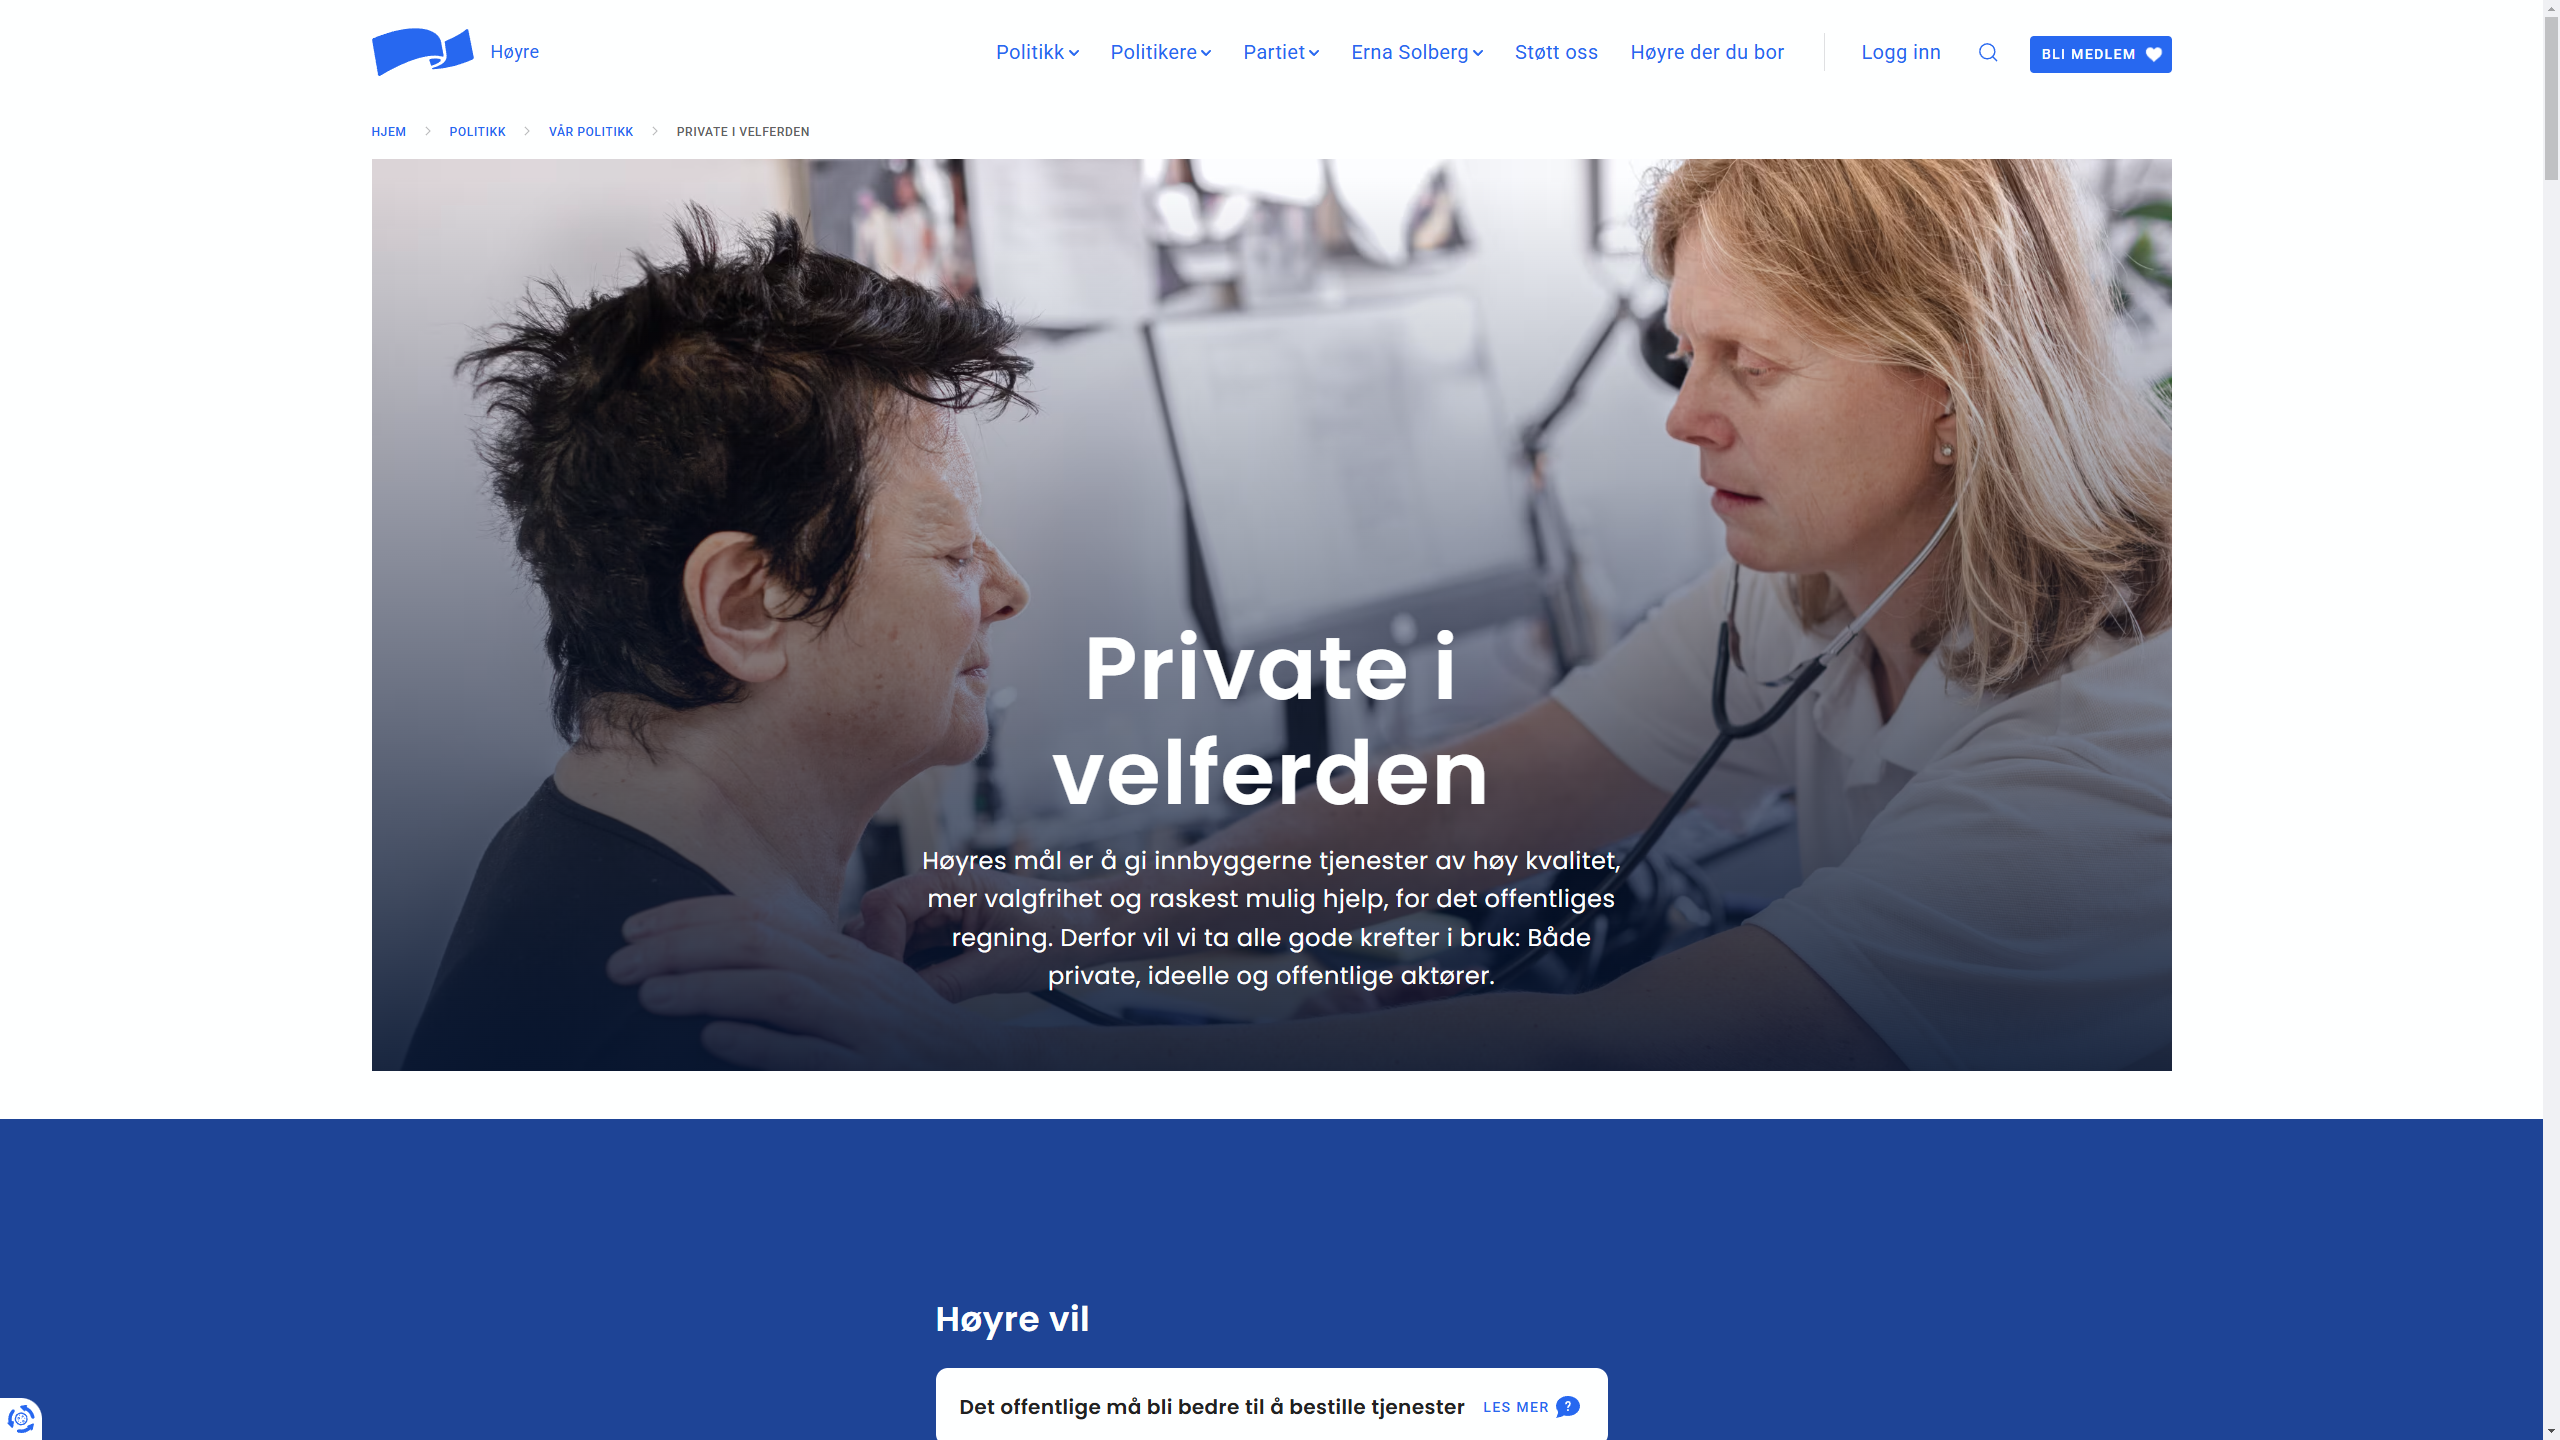 Høyre
Politikk
Politikere
Partiet
Erna Solberg
Støtt oss
Høyre der du bor
Logg inn
BLI MEDLEM
HJEM
POLITIKK
VÅR POLITIKK
PRIVATE I VELFERDEN
Private i
velferden
Høyres mål er å gi innbyggerne tjenester av høy kvalitet,
mer valgfrihet og raskest mulig hjelp, for det offentliges
regning. Derfor vil vi ta alle gode krefter i bruk: Både
private, ideelle og offentlige aktører.
Høyre vil
Det offentlige må bli bedre til å bestille tjenester
LES MER ?